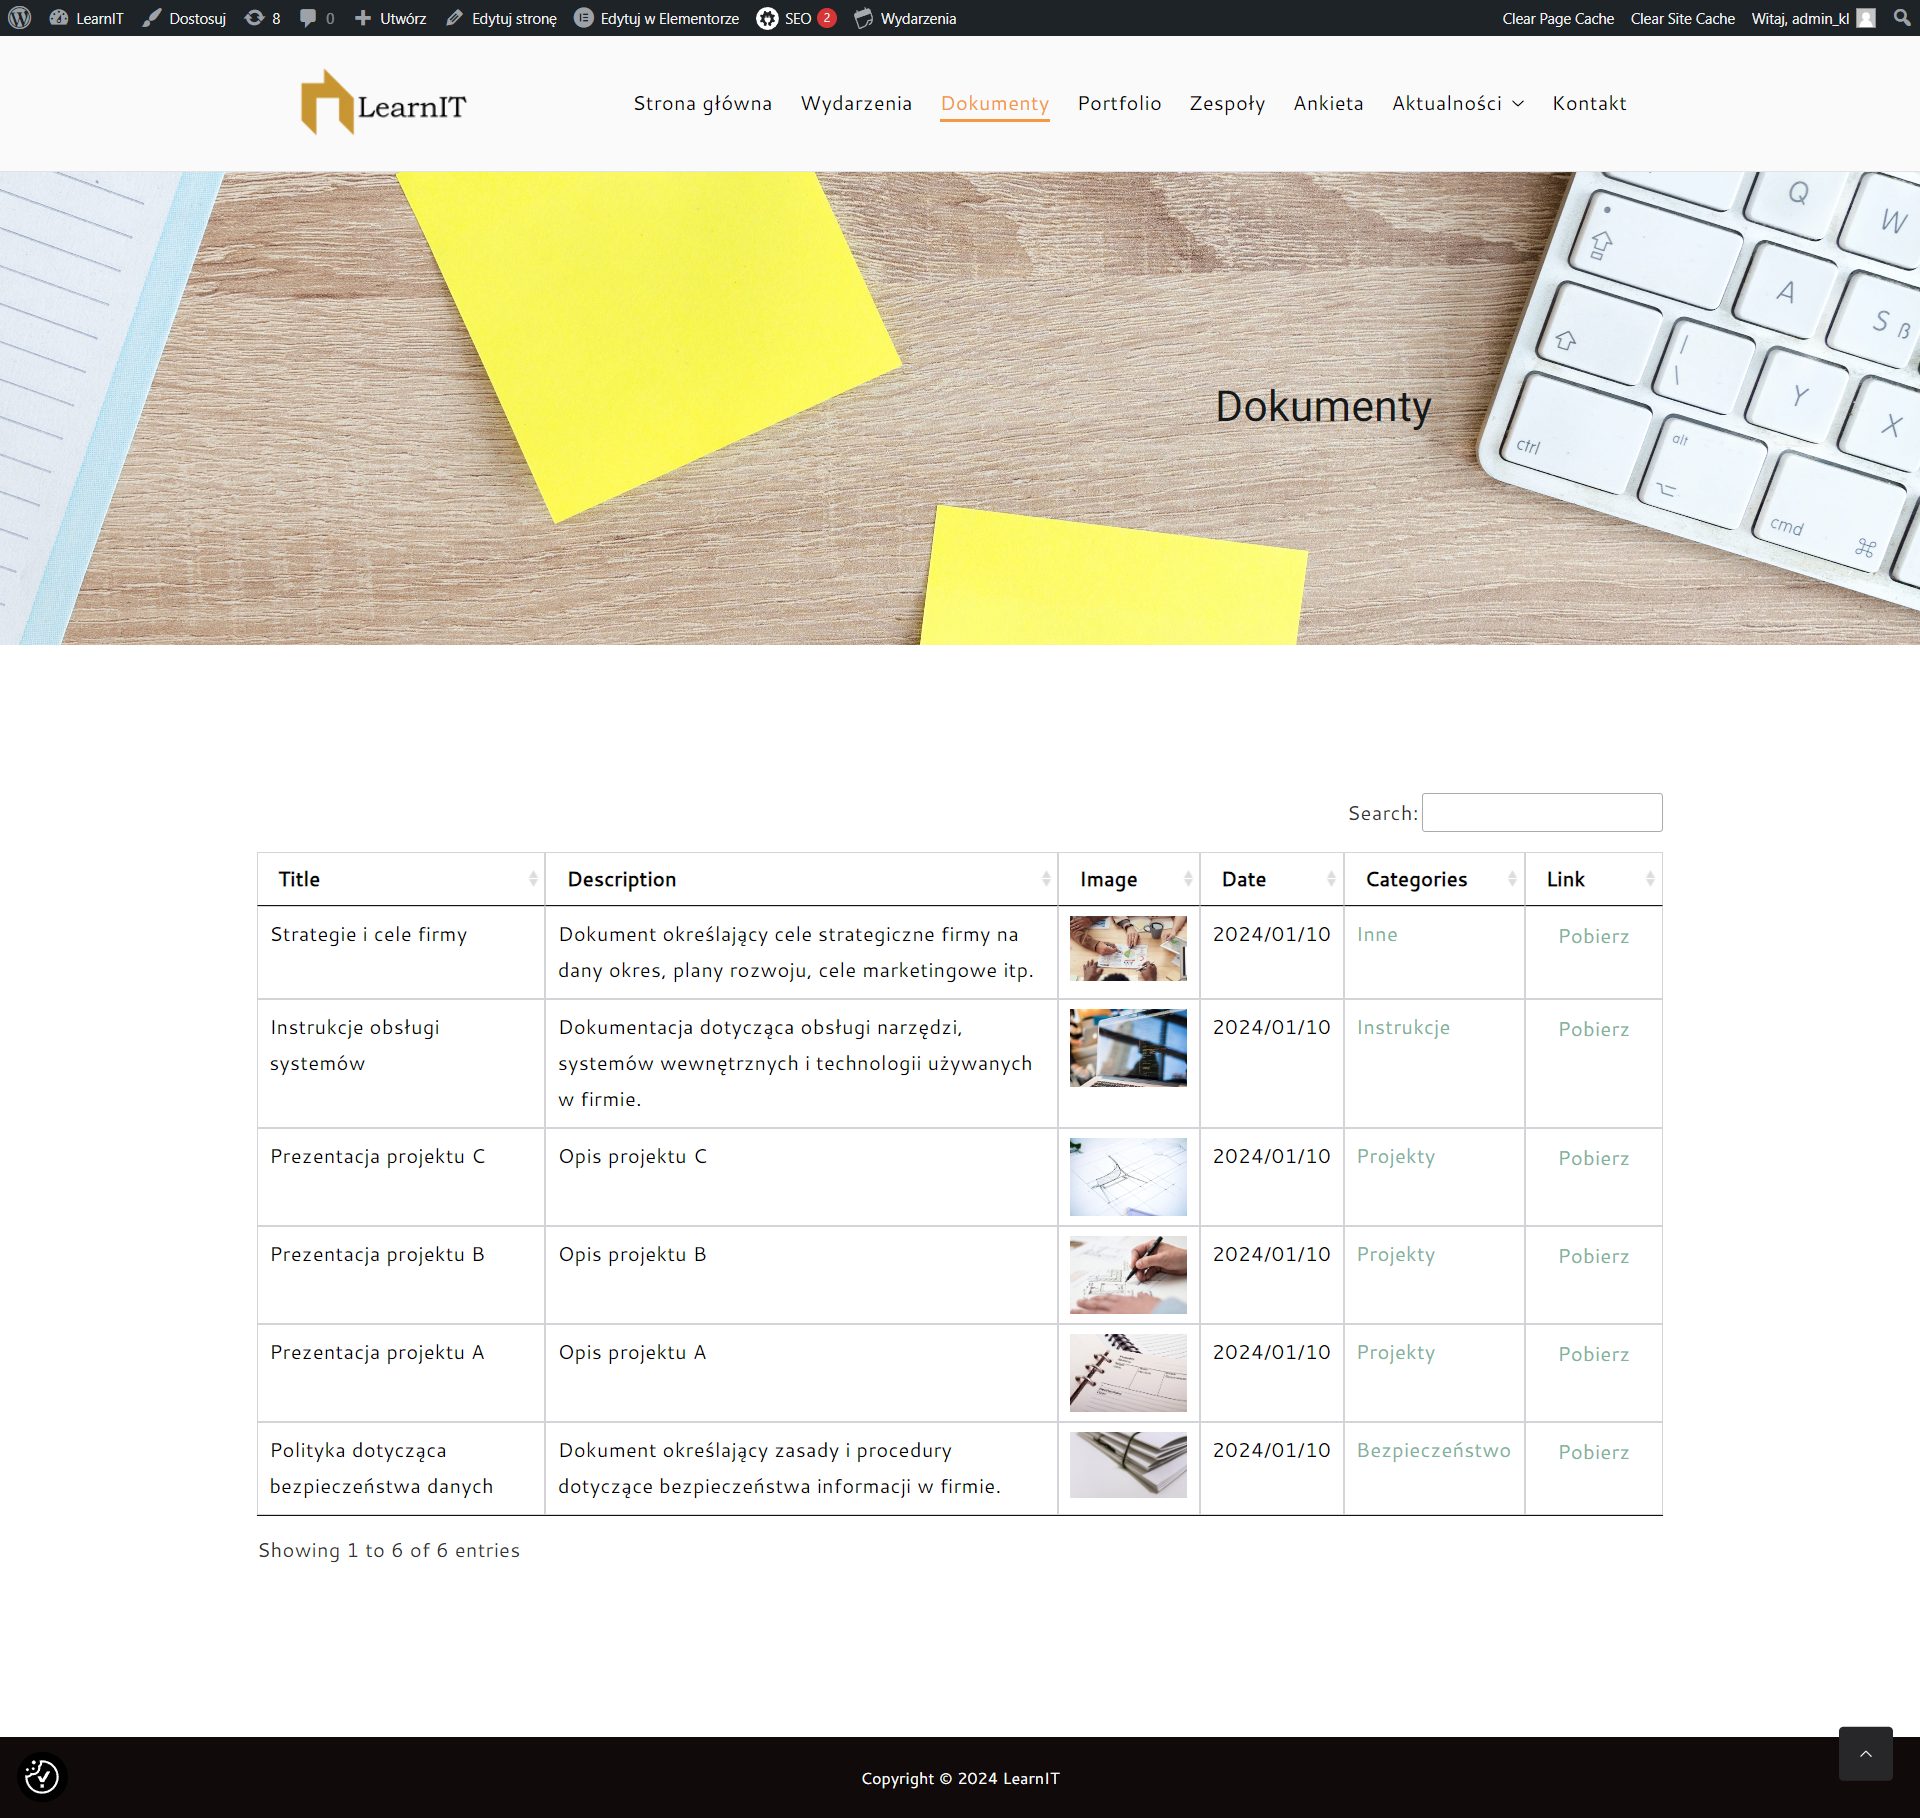 LearnIT Dostosuj 8 0 Utwórz Edytuj stronę Edytuj w Elementorze SEO 2 Wydarzenia Clear Page Cache Clear Site Cache Witaj, admin_kl
LearnIT
Strona główna Wydarzenia Dokumenty Portfolio Zespoły Ankieta Aktualności Kontakt
Q
W
A
S ß
/
\
Y
X
Dokumenty
ctrl
alt
cmd
Search:
Title Description Image Date Categories Link
Strategie i cele firmy
Dokument określający cele strategiczne firmy na
dany okres, plany rozwoju, cele marketingowe itp.
2024/01/10
Inne
Pobierz
Instrukcje obsługi
systemów
Dokumentacja dotycząca obsługi narzędzi,
systemów wewnętrznych i technologii używanych
w firmie.
2024/01/10
Instrukcje
Pobierz
Prezentacja projektu C
Opis projektu C
2024/01/10
Projekty
Pobierz
Prezentacja projektu B
Opis projektu B
2024/01/10
Projekty
Pobierz
Prezentacja projektu A
Opis projektu A
2024/01/10
Projekty
Pobierz
Polityka dotycząca
bezpieczeństwa danych
Dokument określający zasady i procedury
dotyczące bezpieczeństwa informacji w firmie.
2024/01/10
Bezpieczeństwo
Pobierz
Showing 1 to 6 of 6 entries
Copyright © 2024 LearnIT